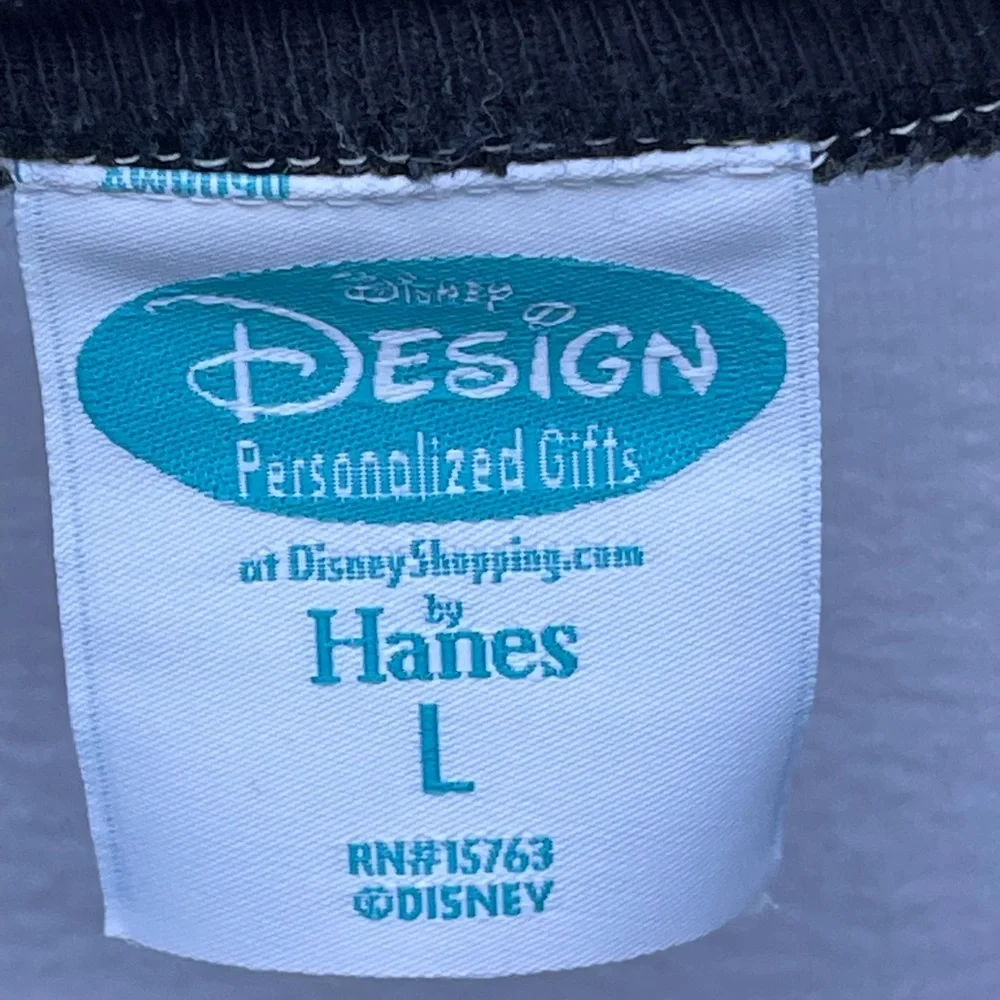 Disney
DESIGN
Personalized Gifts
at DisneyShopping.com
by
Hanes
L
RN#15763
©DISNEY